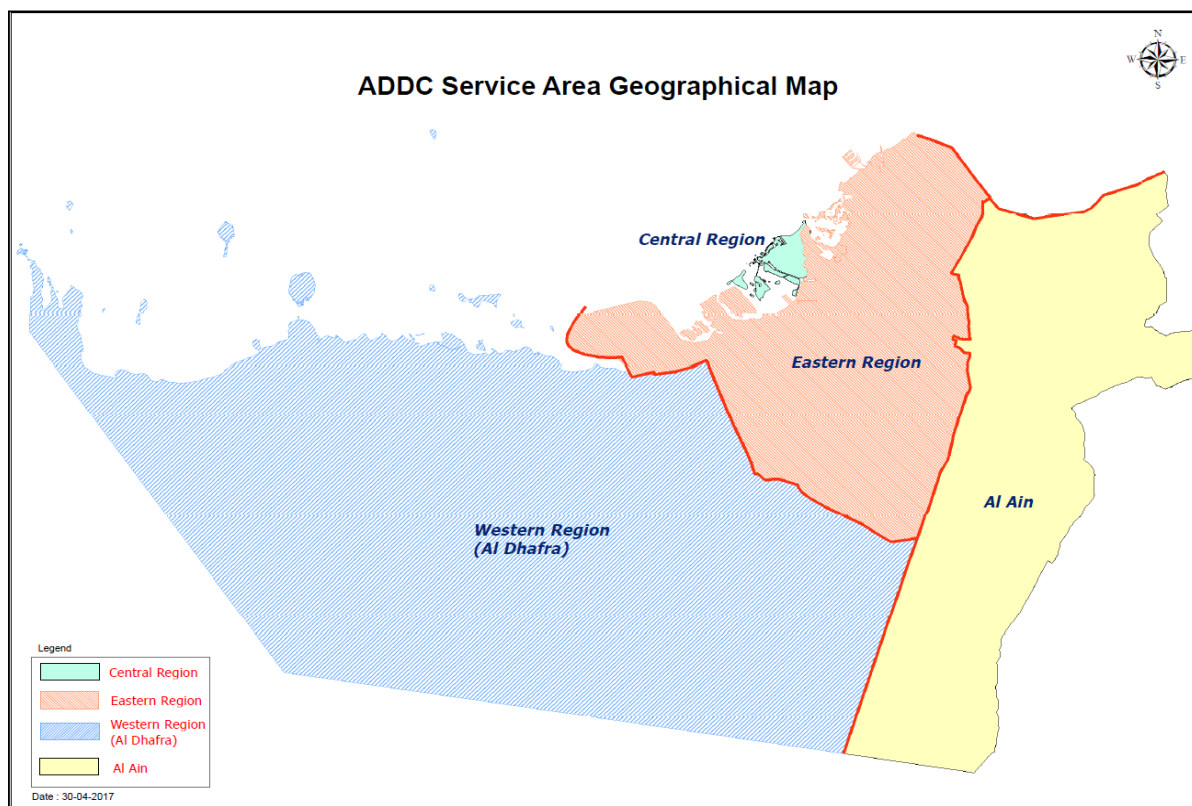 N
W E
S
ADDC Service Area Geographical Map
Central Region
Eastern Region
Al Ain
Western Region
(Al Dhafra)
Legend
Central Region
Eastern Region
Western Region
(Al Dhafra)
Al Ain
Date : 30-04-2017